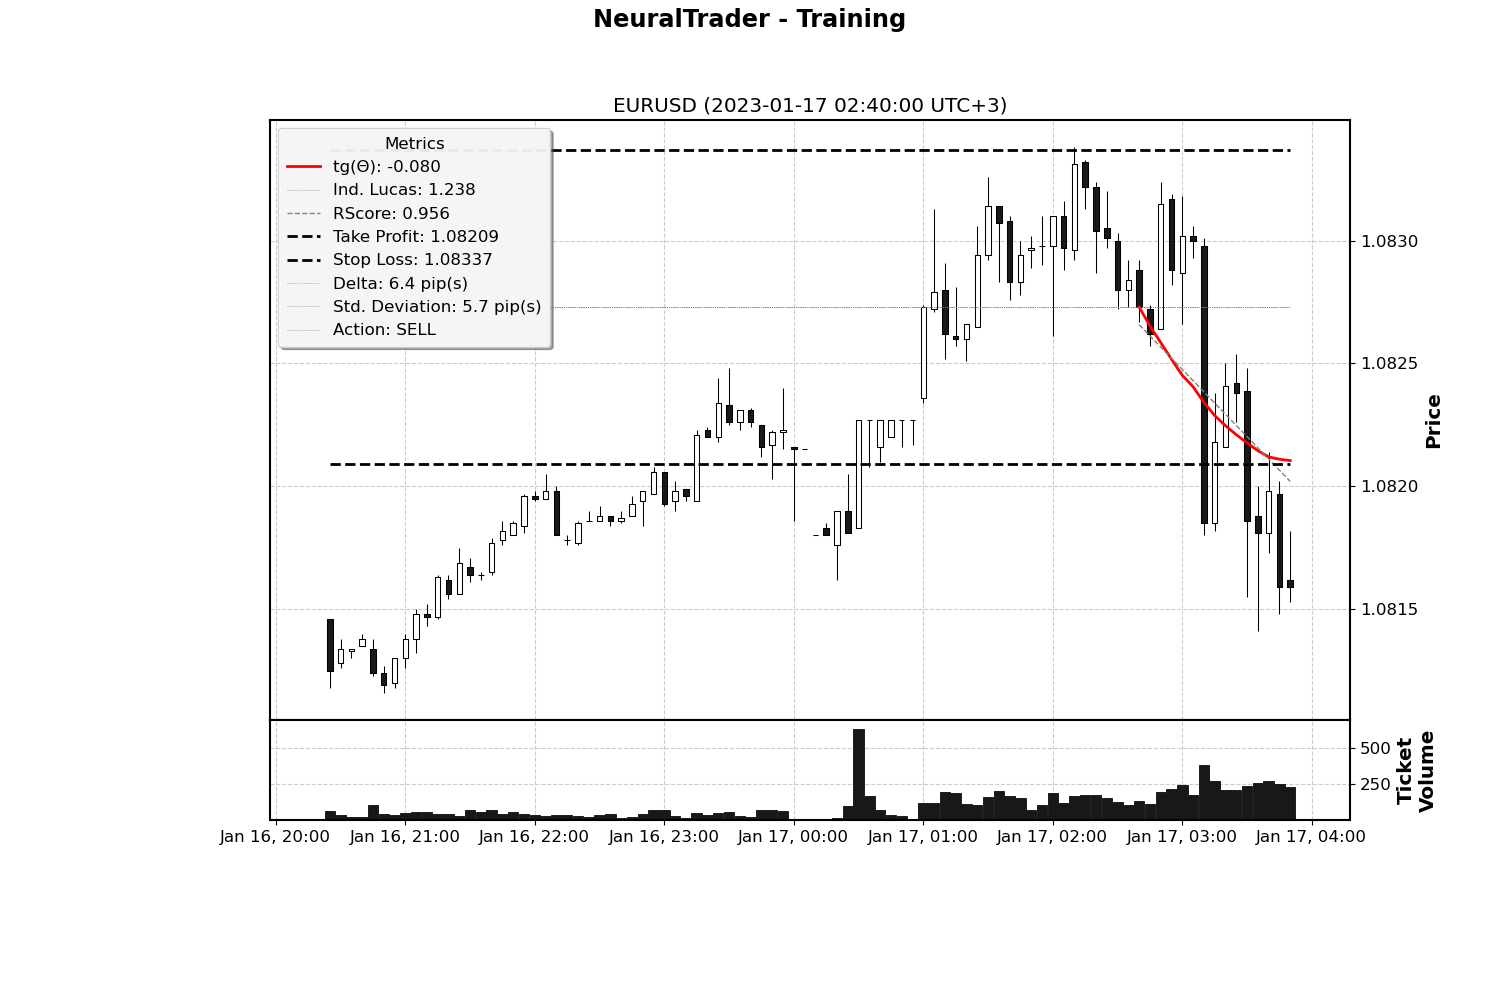 NeuralTrader - Training
EURUSD (2023-01-17 02:40:00 UTC+3)
Metrics
tg(Θ): -0.080
Ind. Lucas: 1.238
RScore: 0.956
Take Profit: 1.08209
Stop Loss: 1.08337
Delta: 6.4 pip(s)
Std. Deviation: 5.7 pip(s)
Action: SELL
1.0830
1.0825
1.0820
1.0815
Price
500
250
Ticket
Volume
Jan 16, 20:00
Jan 16, 21:00
Jan 16, 22:00
Jan 16, 23:00
Jan 17, 00:00
Jan 17, 01:00
Jan 17, 02:00
Jan 17, 03:00
Jan 17, 04:00